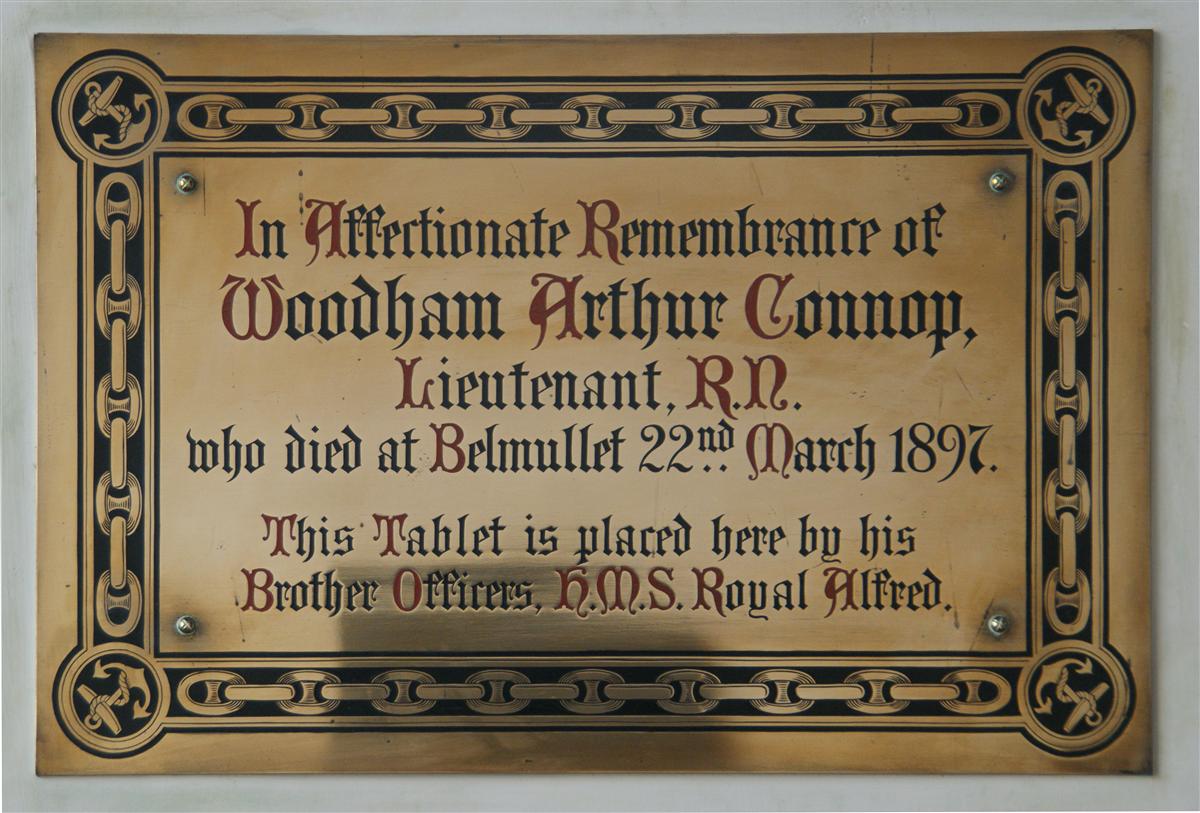 In Affectionate Remembrance of
Woodham Arthur Connop,
Lieutenant, R.N.
who died at Belmullet 22nd. March 1897.
This Tablet is placed here by his
Brother Officers, H.M.S. Royal Alfred.